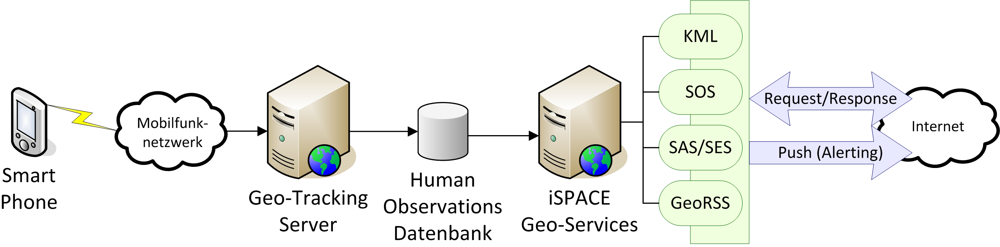 Smart
Phone
Mobilfunk-
netzwerk
Geo-Tracking
Server
Human
Observations
Datenbank
iSPACE
Geo-Services
KML
SOS
SAS/SES
GeoRSS
Request/Response
Push (Alerting)
Internet